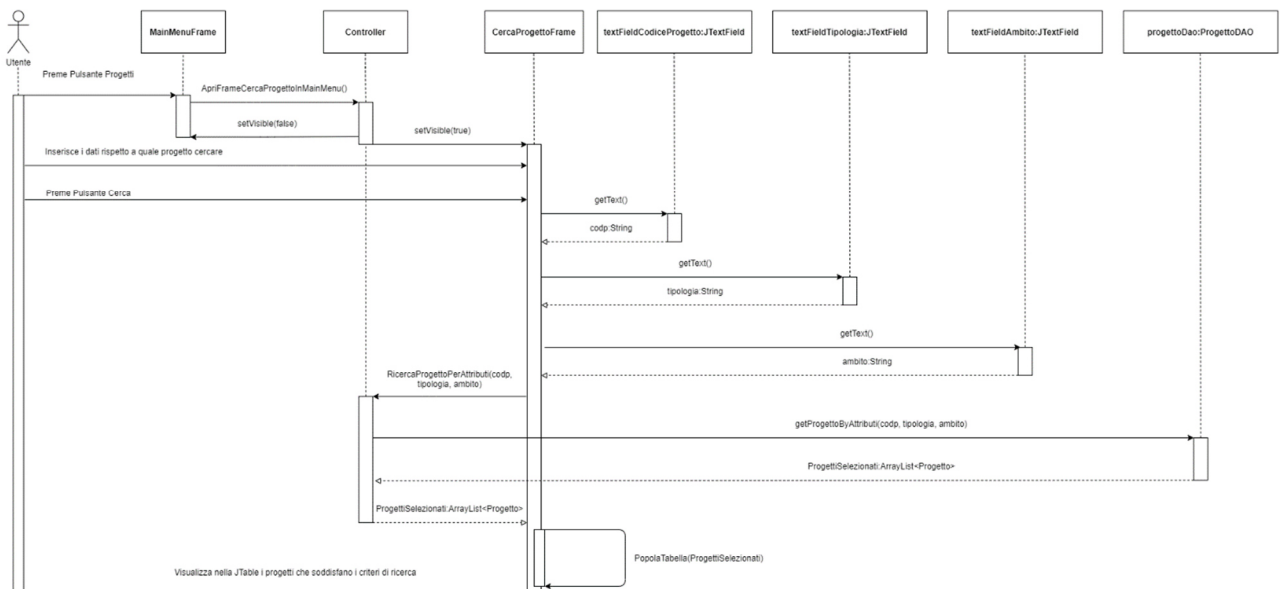 MainMenuFrame
Controller
CercaProgettoFrame
textFieldCodiceProgetto:JTextField
textFieldTipologia:JTextField
textFieldAmbito:JTextField
progettoDao:ProgettoDAO
Utente
Preme Pulsante Progetti
ApriFrameCercaProgettoInMainMenu()
setVisible(false)
setVisible(true)
Inserisce i dati rispetto a quale progetto cercare
Preme Pulsante Cerca
getText()
codp:String
getText()
tipologia:String
getText()
ambito:String
RicercaProgettoPerAttributi(codp,
tipologia, ambito)
getProgettoByAttributi(codp, tipologia, ambito)
ProgettiSelezionati:ArrayList<Progetto>
ProgettiSelezionati:ArrayList<Progetto>
PopolaTabella(ProgettiSelezionati)
Visualizza nella JTable i progetti che soddisfano i criteri di ricerca